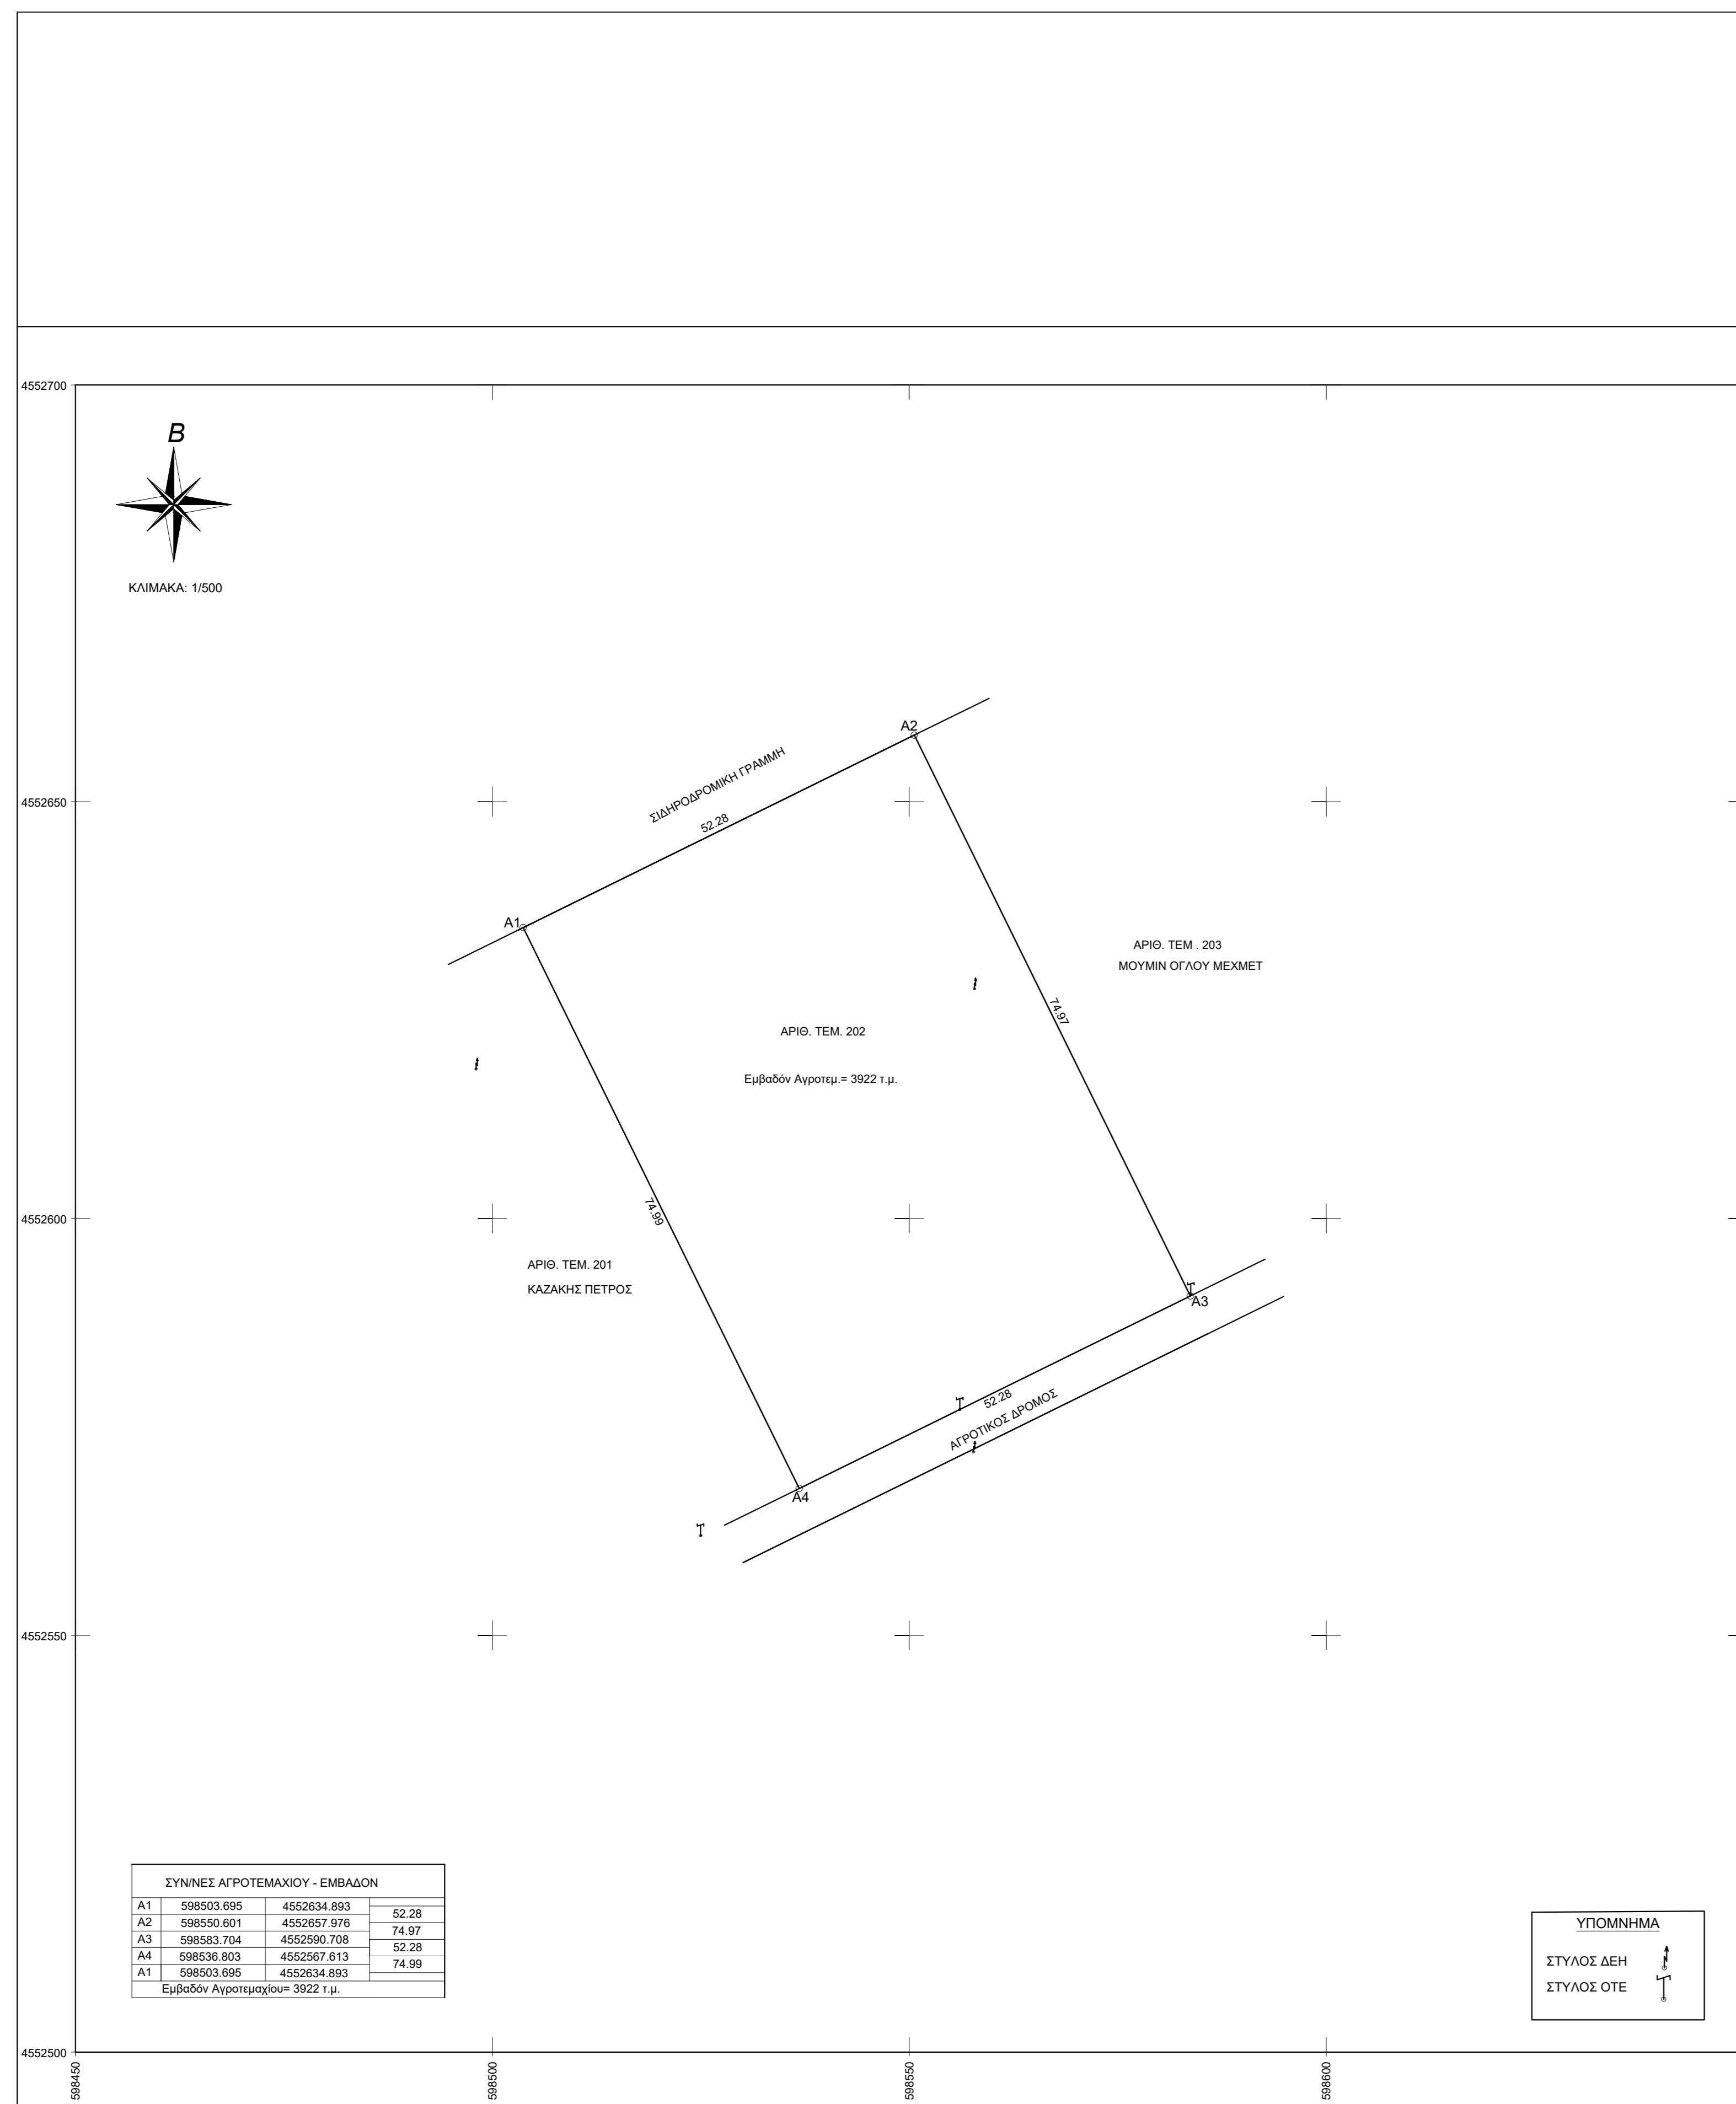 4552700
B
ΚΛΙΜΑΚΑ: 1/500
A2
ΣΙΔΗΡΟΔΡΟΜΙΚΗ ΓΡΑΜΜΗ
52.28
4552650
A1
ΑΡΙΘ. ΤΕΜ . 203
ΜΟΥΜΙΝ ΟΓΛΟΥ ΜΕΧΜΕΤ
74.97
ΑΡΙΘ. ΤΕΜ. 202
Εμβαδόν Αγροτεμ.= 3922 τ.μ.
74.99
4552600
ΑΡΙΘ. ΤΕΜ. 201
ΚΑΖΑΚΗΣ ΠΕΤΡΟΣ
A3
52.28
ΑΓΡΟΤΙΚΟΣ ΔΡΟΜΟΣ
A4
4552550
ΣΥΝ/ΝΕΣ ΑΓΡΟΤΕΜΑΧΙΟΥ - ΕΜΒΑΔΟΝ
A1 598503.695 4552634.893
52.28
A2 598550.601 4552657.976
74.97
A3 598583.704 4552590.708
52.28
A4 598536.803 4552567.613
74.99
A1 598503.695 4552634.893
Εμβαδόν Αγροτεμαχίου= 3922 τ.μ.
ΥΠΟΜΝΗΜΑ
ΣΤΥΛΟΣ ΔΕΗ
ΣΤΥΛΟΣ ΟΤΕ
4552500
598450
598500
598550
598600